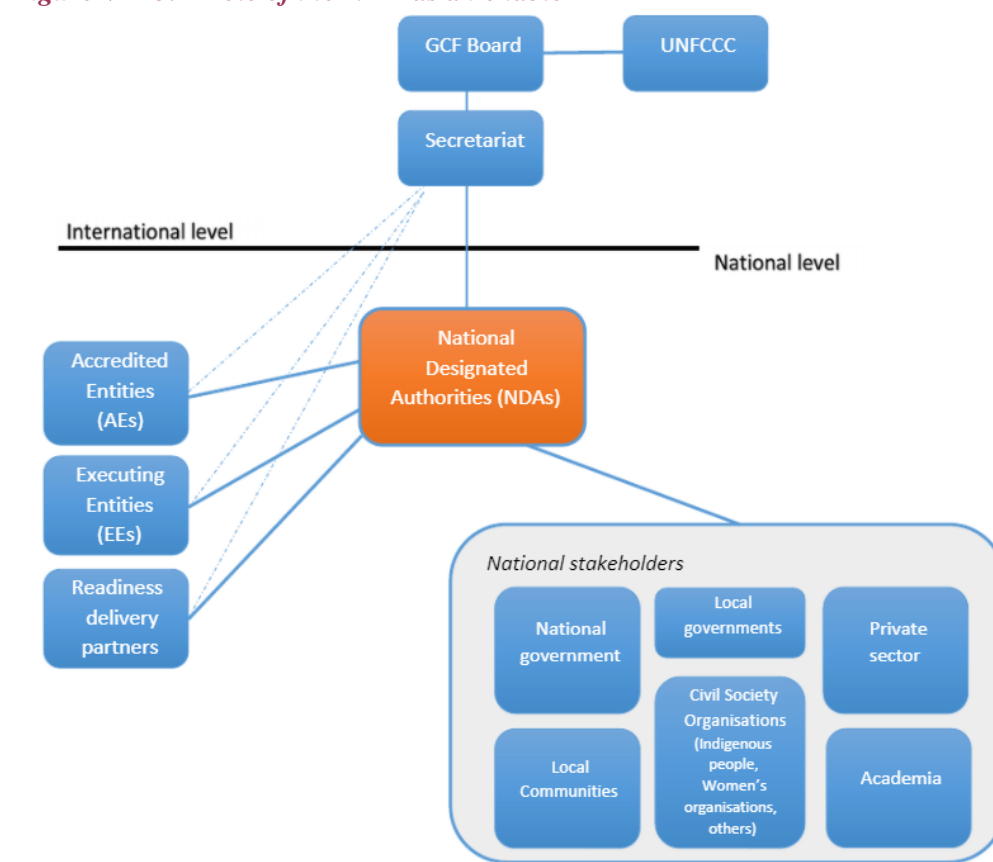 GCF Board
UNFCCC
Secretariat
International level
National level
National
Designated
Authorities (NDAs)
Accredited
Entities
(AEs)
Executing
Entities
(EEs)
Readiness
delivery
partners
National stakeholders
National
government
Local
governments
Private
sector
Civil Society
Organisations
(Indigenous
people,
Women's
organisations,
others)
Local
Communities
Academia